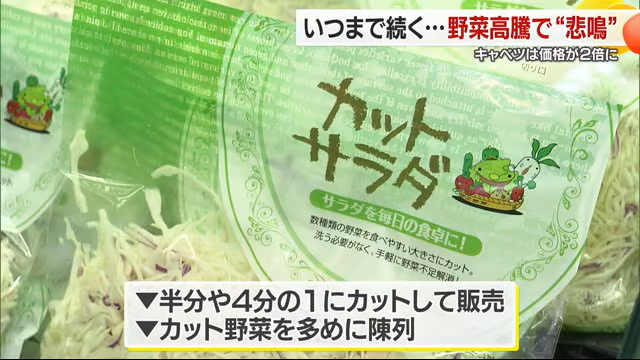 いつまで続く…野菜高騰で“悲鳴”
キャベツは価格が2倍に
切り口
カット
サラダ
サラダを毎日の食卓に!
数種類の野菜を食べやすい大きさにカット。
洗う必要がなく、手軽に野菜不足解消!
▼半分や4分の1にカットして販売
▼カット野菜を多めに陳列